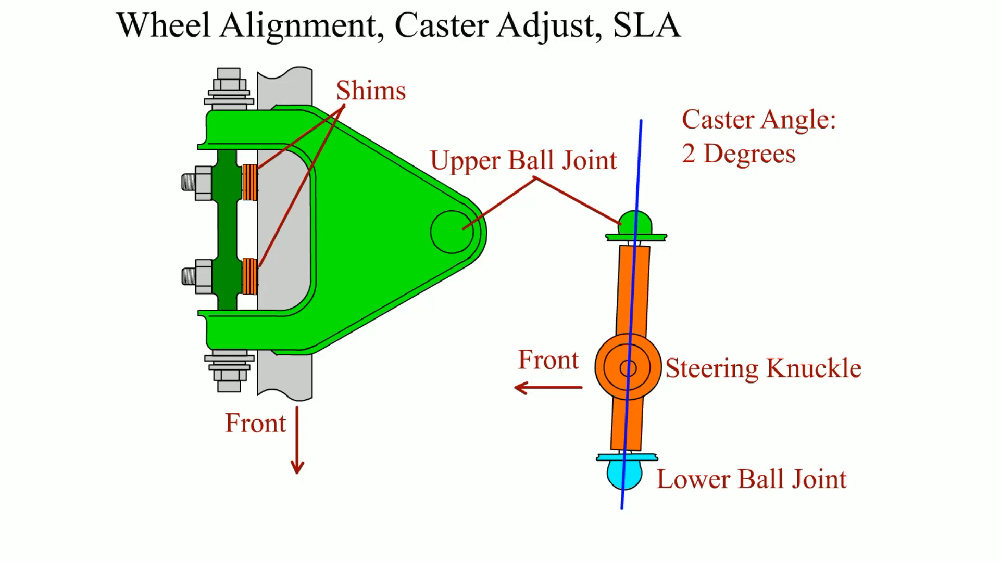 Wheel Alignment, Caster Adjust, SLA
Shims
Upper Ball Joint
Caster Angle:
2 Degrees
Front
Steering Knuckle
Front
Lower Ball Joint